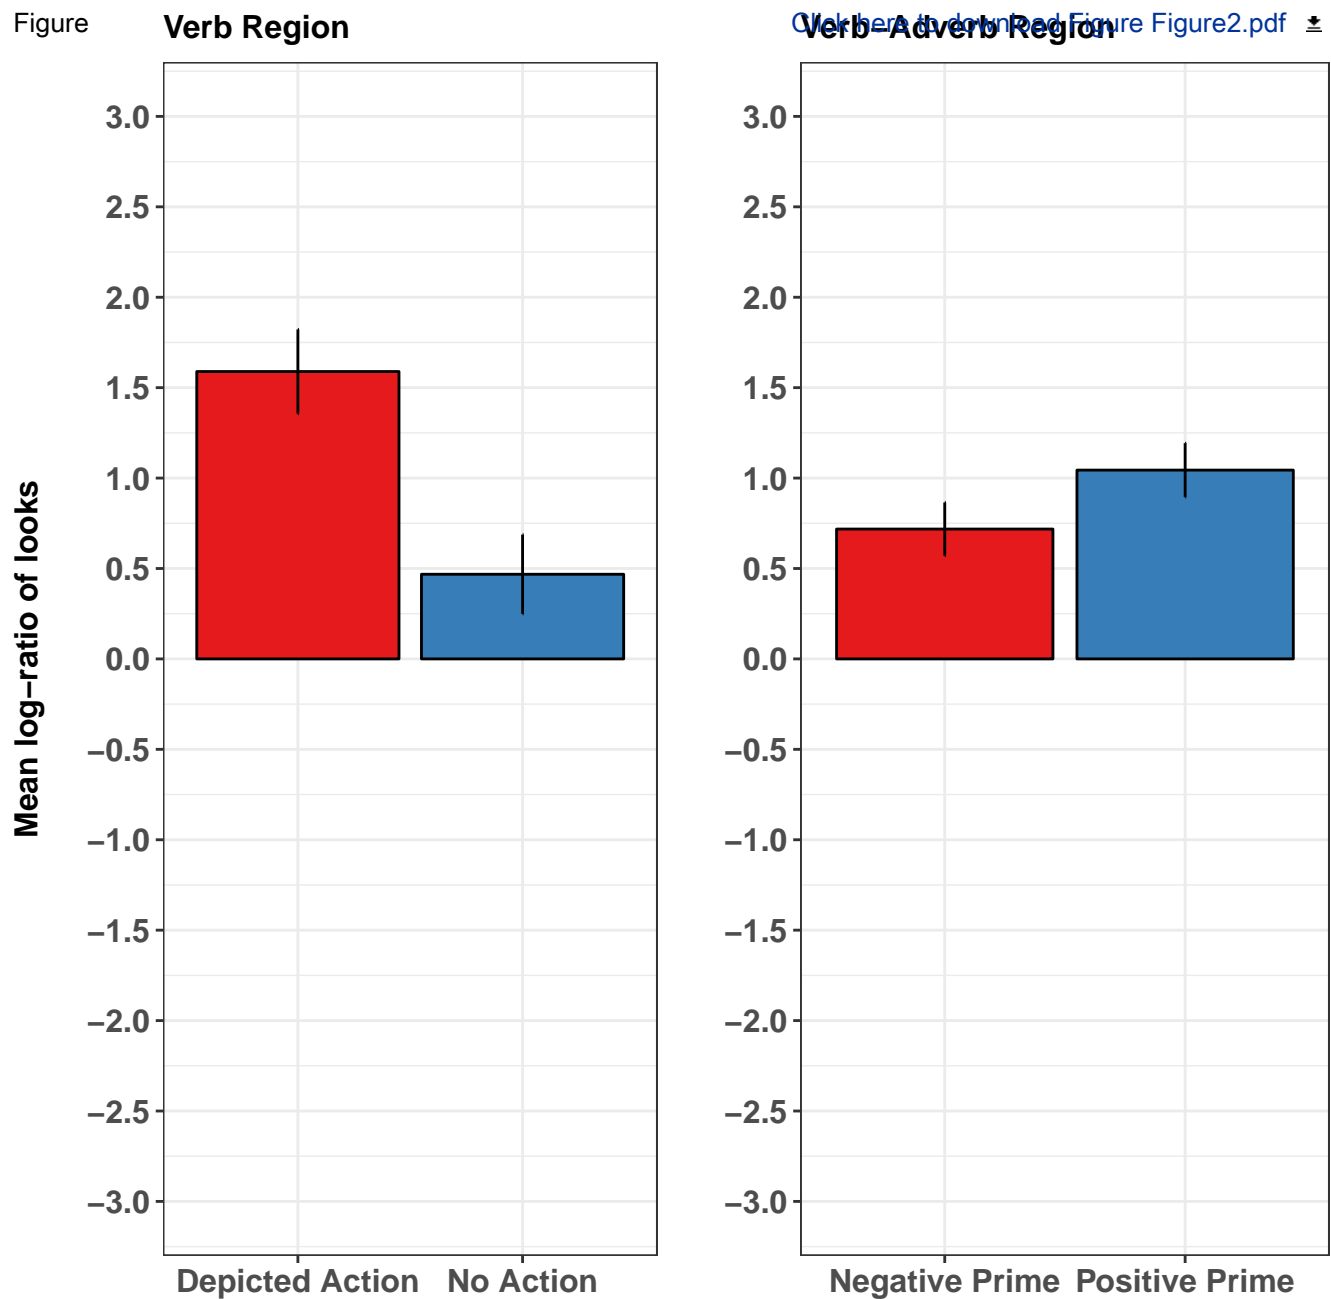 Figure
Click here to download Figure Figure2.pdf
Verb Region
Verb–Adverb Region
Mean log–ratio of looks
3.0
2.5
2.0
1.5
1.0
0.5
0.0
–0.5
–1.0
–1.5
–2.0
–2.5
–3.0
Depicted Action
No Action
3.0
2.5
2.0
1.5
1.0
0.5
0.0
–0.5
–1.0
–1.5
–2.0
–2.5
–3.0
Negative Prime
Positive Prime